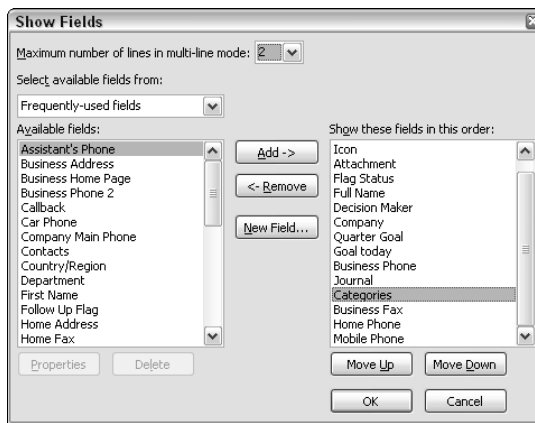 Show Fields
Maximum number of lines in multi-line mode: 2
Select available fields from:
Frequently-used fields
Available fields:
Assistant's Phone
Business Address
Business Home Page
Business Phone 2
Callback
Car Phone
Company Main Phone
Contacts
Country/Region
Department
First Name
Follow Up Flag
Home Address
Home Fax
Add ->
<- Remove
New Field...
Show these fields in this order:
Icon
Attachment
Flag Status
Full Name
Decision Maker
Company
Quarter Goal
Goal today
Business Phone
Journal
Categories
Business Fax
Home Phone
Mobile Phone
Properties
Delete
Move Up
Move Down
OK
Cancel